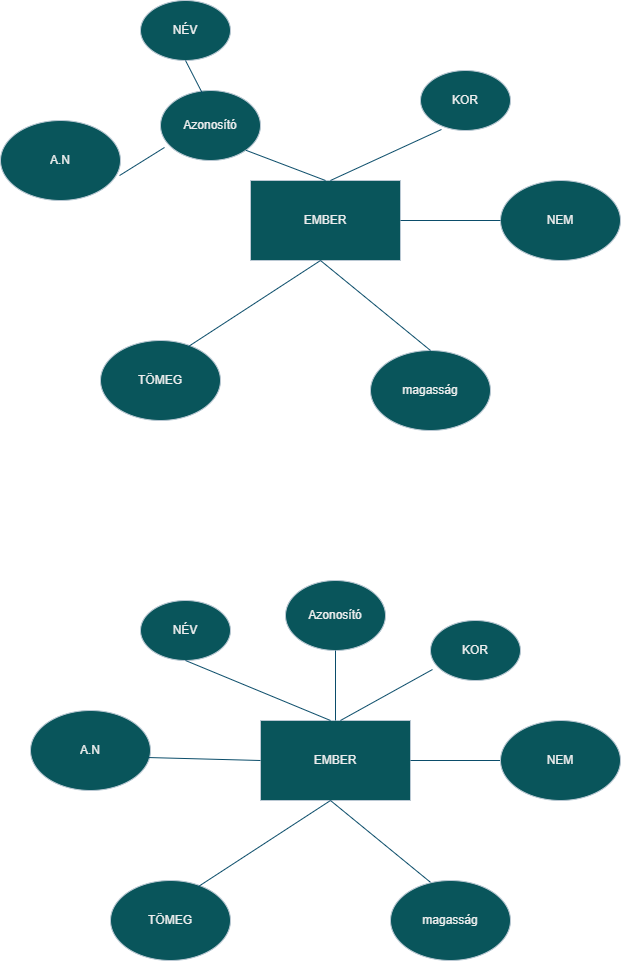 NÉV
KOR
Azonosító
A.N
EMBER
NEM
TÖMEG
magasság
Azonosító
NÉV
KOR
A.N
EMBER
NEM
TÖMEG
magasság